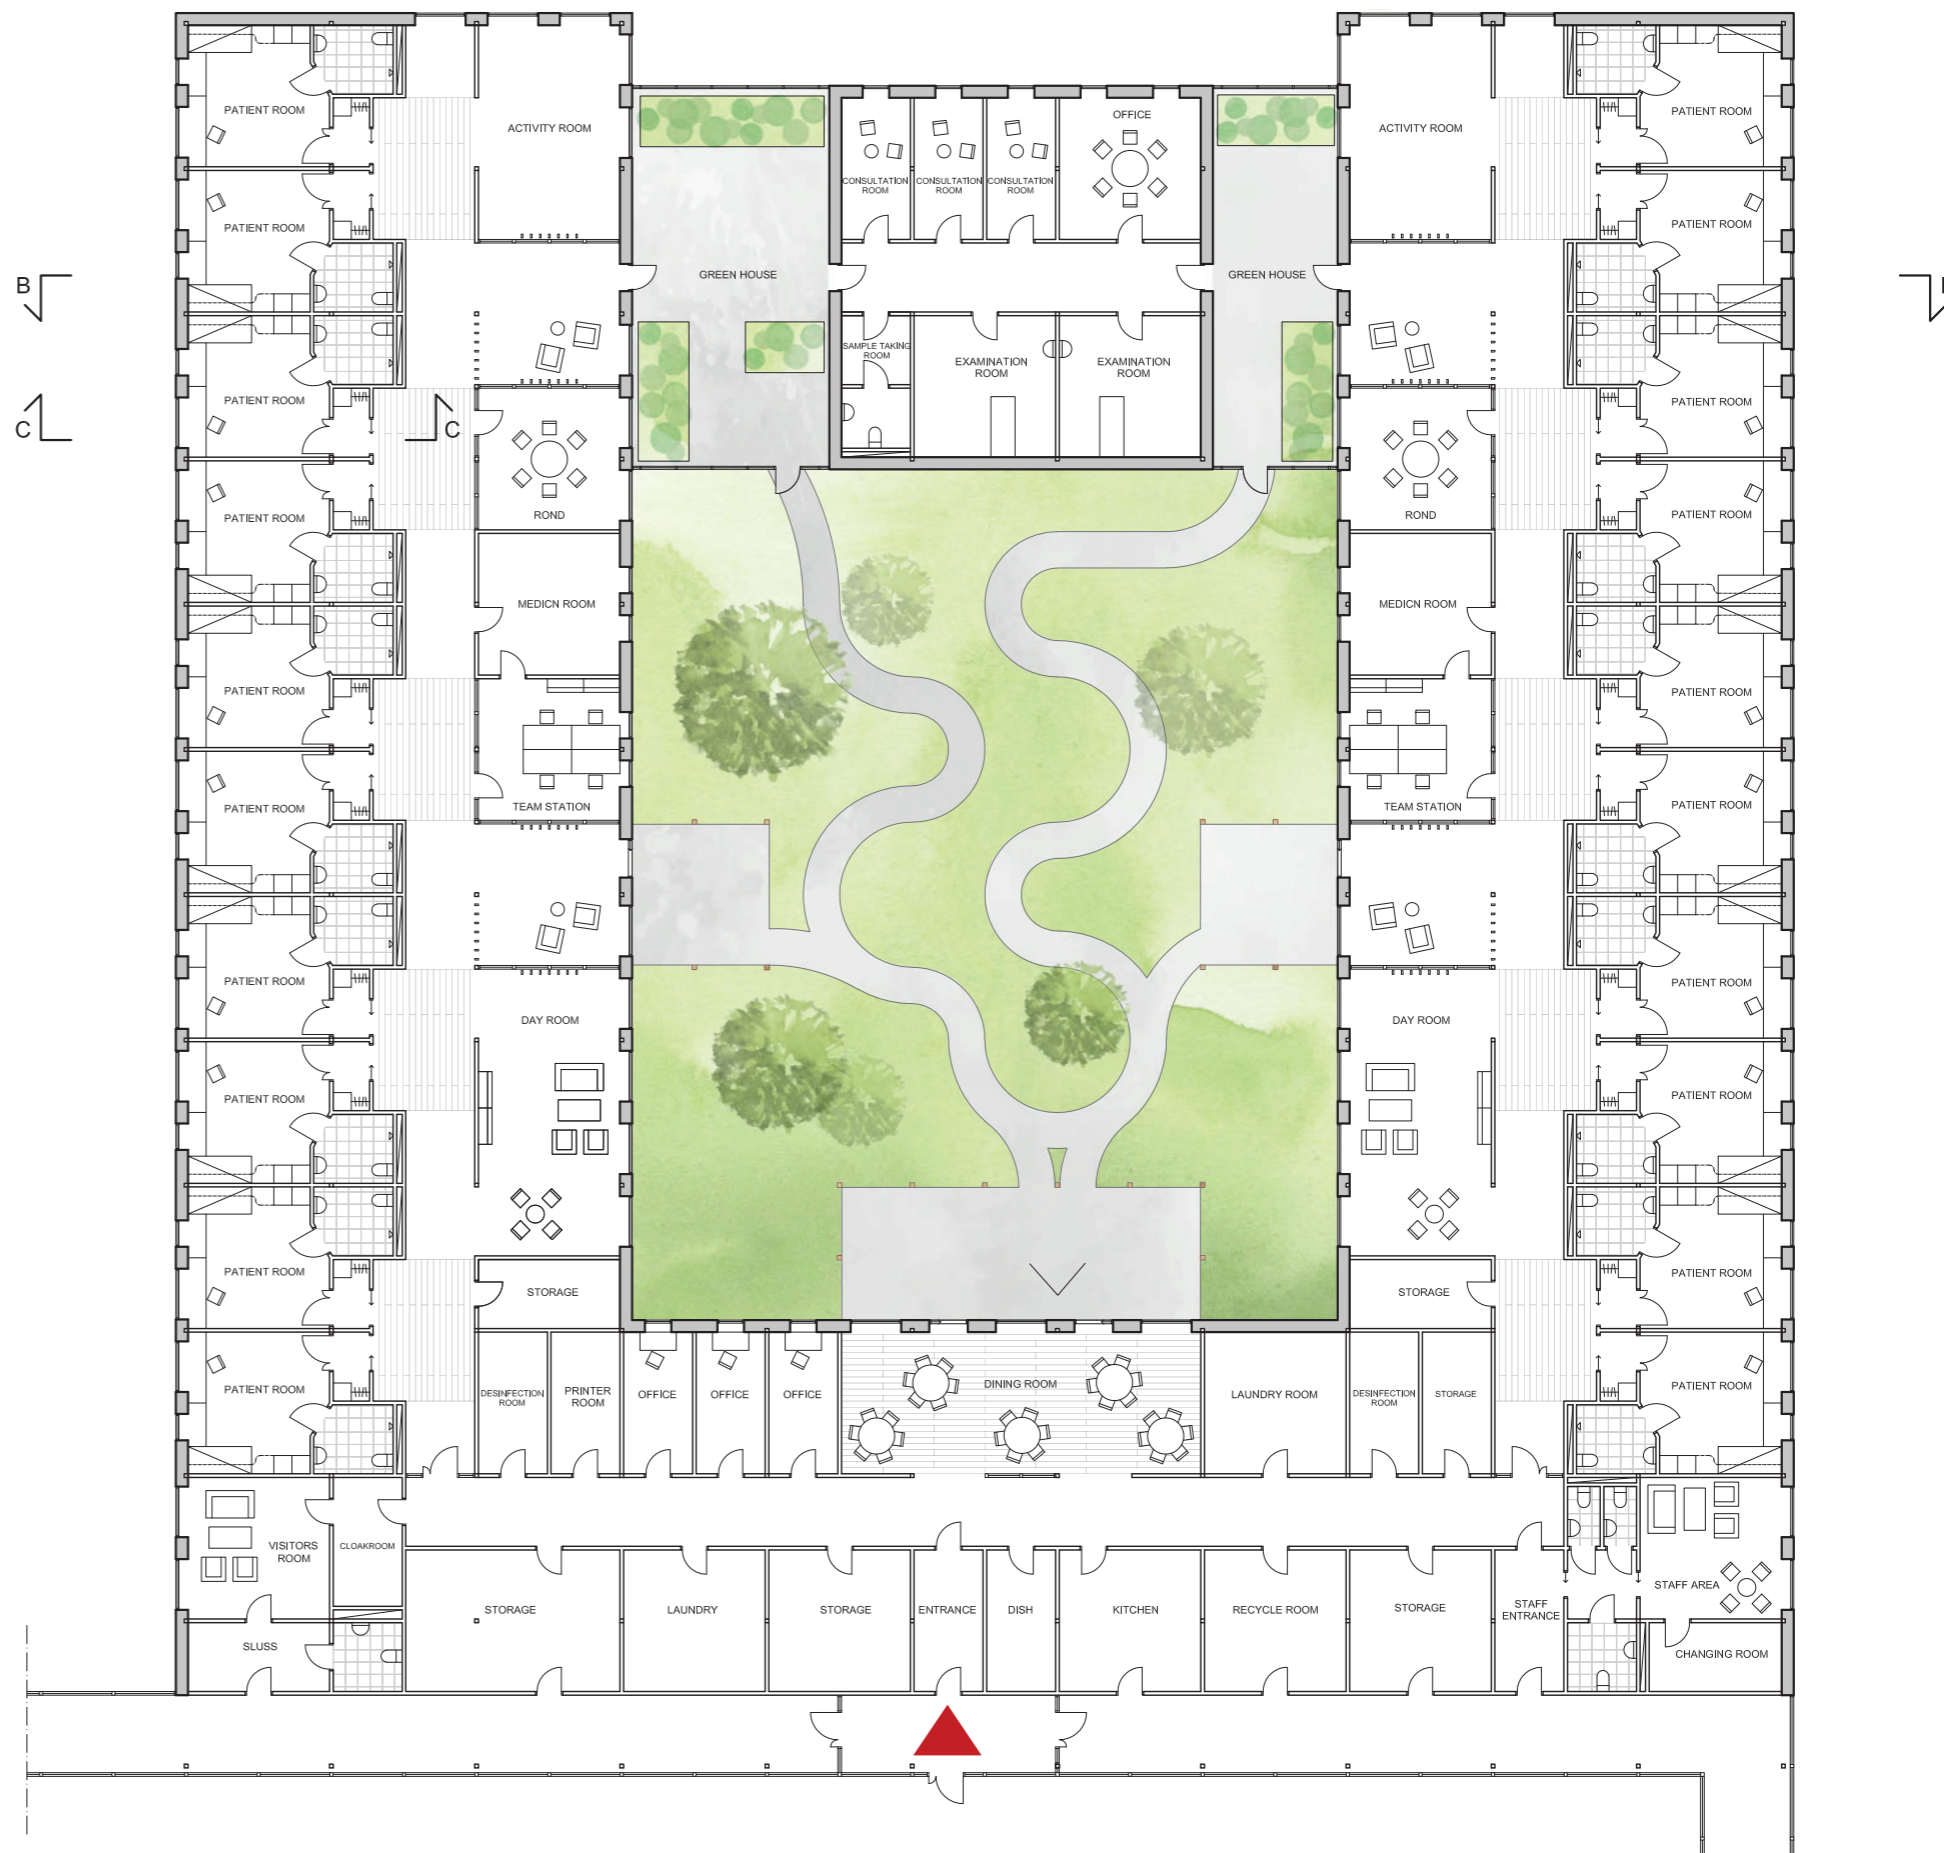 PATIENT ROOM
ACTIVITY ROOM
OFFICE
ACTIVITY ROOM
PATIENT ROOM
CONSULTATION
ROOM
CONSULTATION
ROOM
CONSULTATION
ROOM
PATIENT ROOM
PATIENT ROOM
B
GREEN HOUSE
GREEN HOUSE
SAMPLE TAKING
ROOM
EXAMINATION
ROOM
EXAMINATION
ROOM
PATIENT ROOM
PATIENT ROOM
C
C
PATIENT ROOM
ROND
ROND
PATIENT ROOM
MEDICN ROOM
MEDICN ROOM
PATIENT ROOM
PATIENT ROOM
PATIENT ROOM
TEAM STATION
TEAM STATION
PATIENT ROOM
PATIENT ROOM
PATIENT ROOM
DAY ROOM
DAY ROOM
PATIENT ROOM
PATIENT ROOM
PATIENT ROOM
STORAGE
STORAGE
PATIENT ROOM
PATIENT ROOM
DESINFECTION
ROOM
PRINTER
ROOM
OFFICE
OFFICE
OFFICE
DINING ROOM
LAUNDRY ROOM
DESINFECTION
ROOM
STORAGE
PATIENT ROOM
VISITORS
ROOM
CLOAKROOM
STAFF AREA
STORAGE
LAUNDRY
STORAGE
ENTRANCE
DISH
KITCHEN
RECYCLE ROOM
STORAGE
STAFF
ENTRANCE
SLUSS
CHANGING ROOM